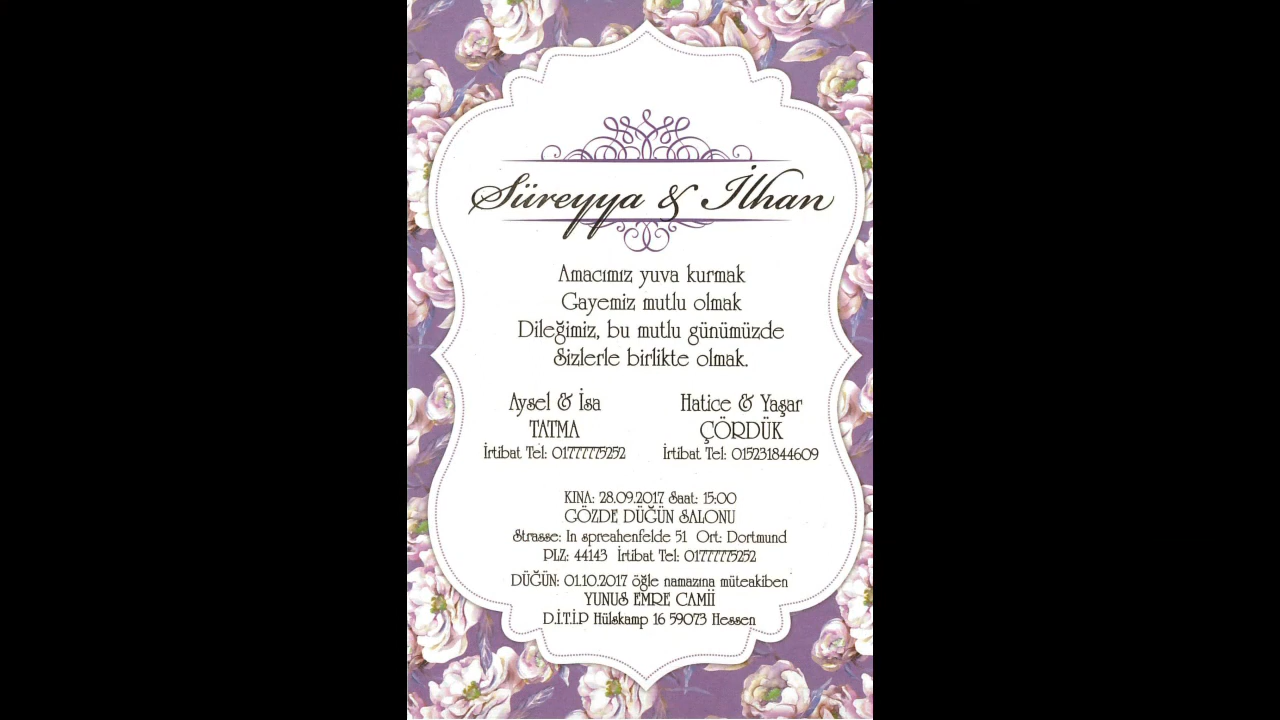 Süreyya & İlhan
Amacımız yuva kurmak
Gayemiz mutlu olmak
Dileğimiz, bu mutlu günümüzde
Sizlerle birlikte olmak.
Aysel & İsa
TATMA
İrtibat Tel: 01777775252
Hatice & Yaşar
ÇÖRDÜK
İrtibat Tel: 015231844609
KINA: 28.09.2017 Saat: 15:00
GÖZDE DÜĞÜN SALONU
Strasse: In spreahenfelde 51 Ort: Dortmund
PLZ: 44143 İrtibat Tel: 01777775252
DÜĞÜN: 01.10.2017 öğle namazına müteakiben
YUNUS EMRE CAMİİ
D.İ.T.İ.P Hülskamp 16 59073 Hessen